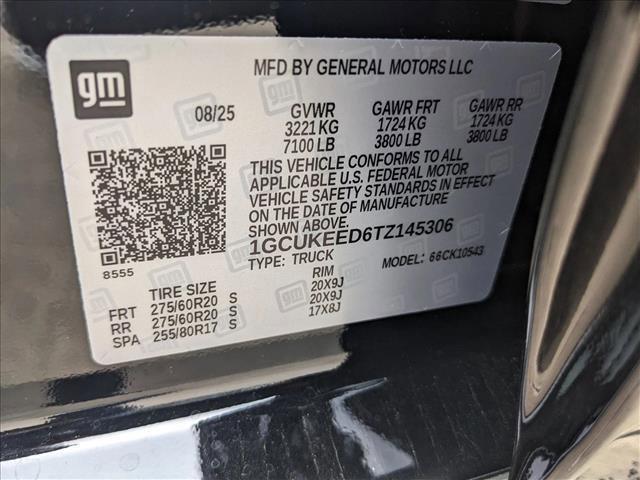 gm
MFD BY GENERAL MOTORS LLC
08/25 GVWR GAWR FRT GAWR RR
3221 KG 1724 KG 1724 KG
7100 LB 3800 LB 3800 LB
THIS VEHICLE CONFORMS TO ALL
APPLICABLE U.S. FEDERAL MOTOR
VEHICLE SAFETY STANDARDS IN EFFECT
ON THE DATE OF MANUFACTURE
SHOWN ABOVE.
1GCUKEED6TZ145306
8555
TYPE: TRUCK MODEL: 66CK10543
TIRE SIZE RIM
FRT 275/60R20 S 20X9J
RR 275/60R20 S 20X9J
SPA 255/80R17 S 17X8J